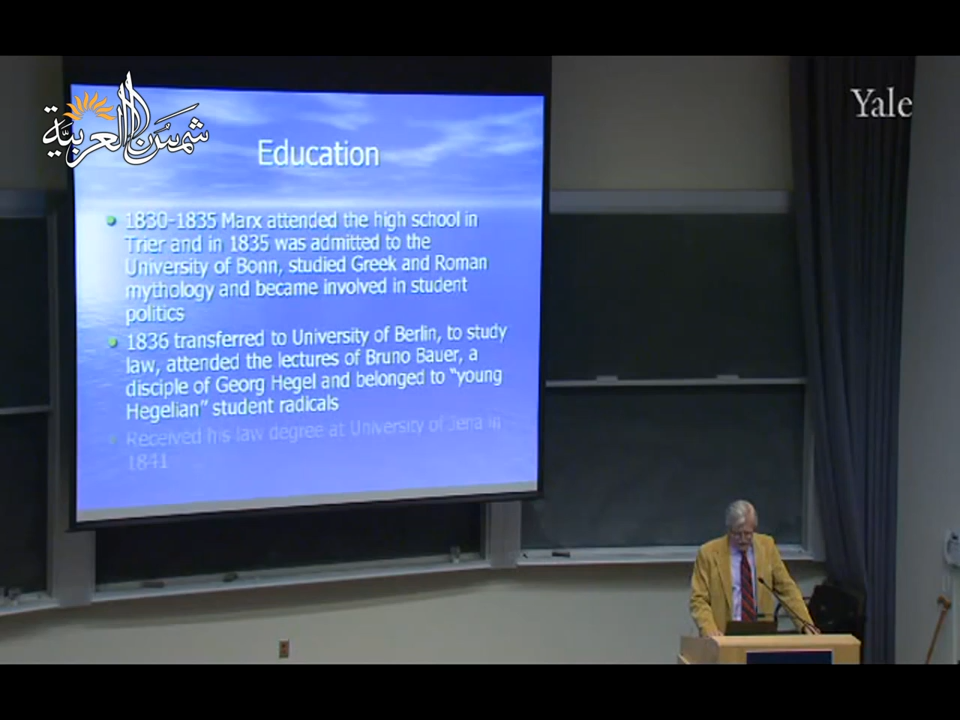 شمس العربية
Yale
Education
1830-1835 Marx attended the high school in
Trier and in 1835 was admitted to the
University of Bonn, studied Greek and Roman
mythology and became involved in student
politics
1836 transferred to University of Berlin, to study
law, attended the lectures of Bruno Bauer, a
disciple of Georg Hegel and belonged to "young
Hegelian" student radicals
Received his law degree at University of Jena in
1841